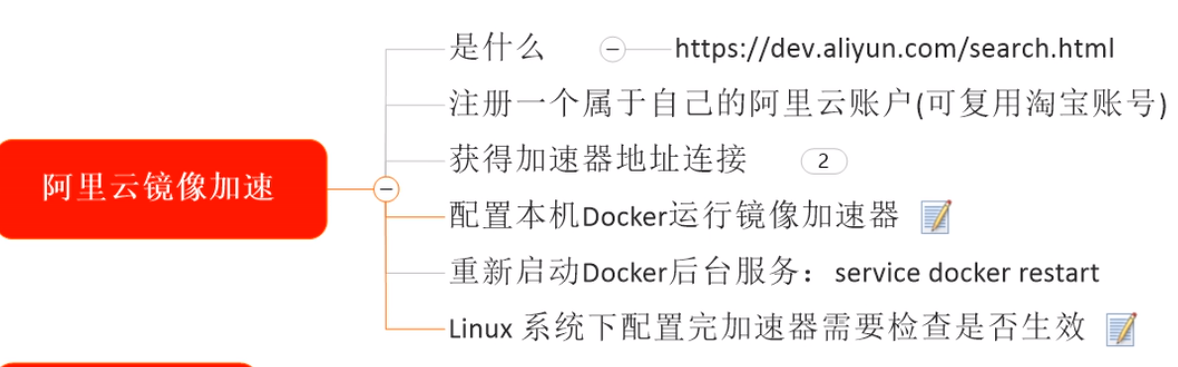 阿里云镜像加速
是什么 https://dev.aliyun.com/search.html
注册一个属于自己的阿里云账户(可复用淘宝账号)
获得加速器地址连接 2
配置本机Docker运行镜像加速器
重新启动Docker后台服务：service docker restart
Linux 系统下配置完加速器需要检查是否生效